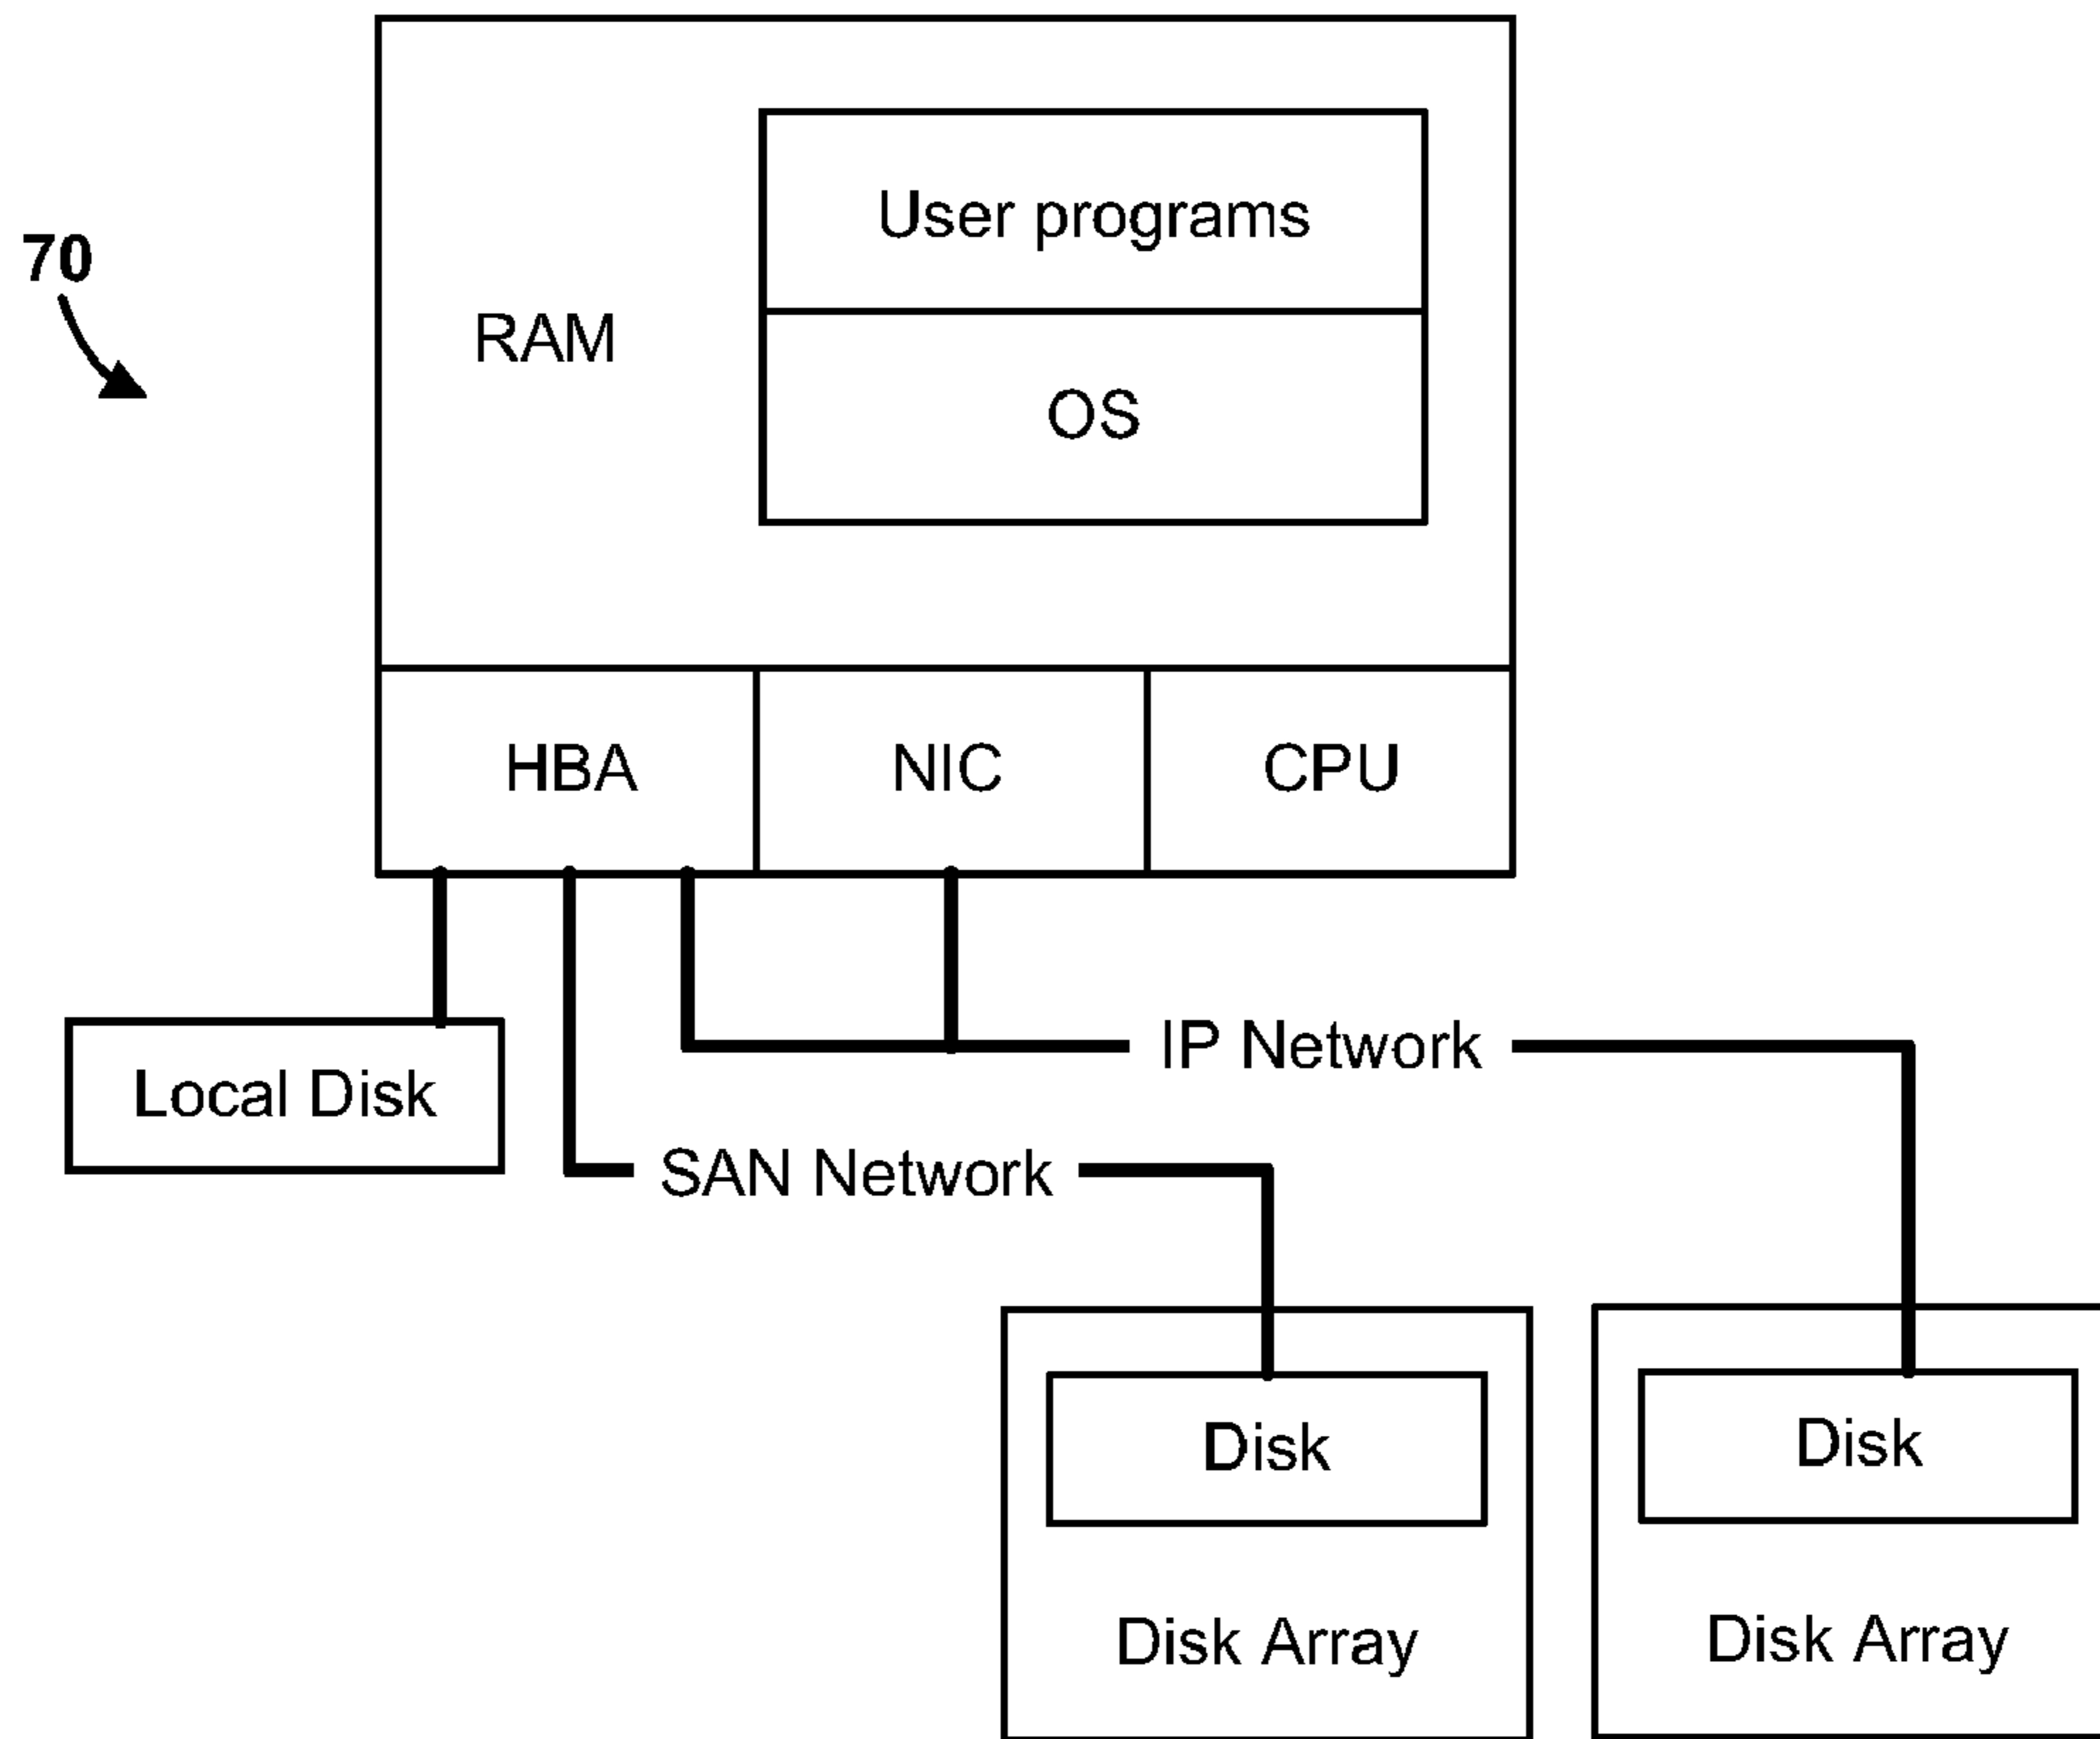 70
User programs
RAM
OS
HBA
NIC
CPU
IP Network
Local Disk
SAN Network
Disk
Disk
Disk Array
Disk Array